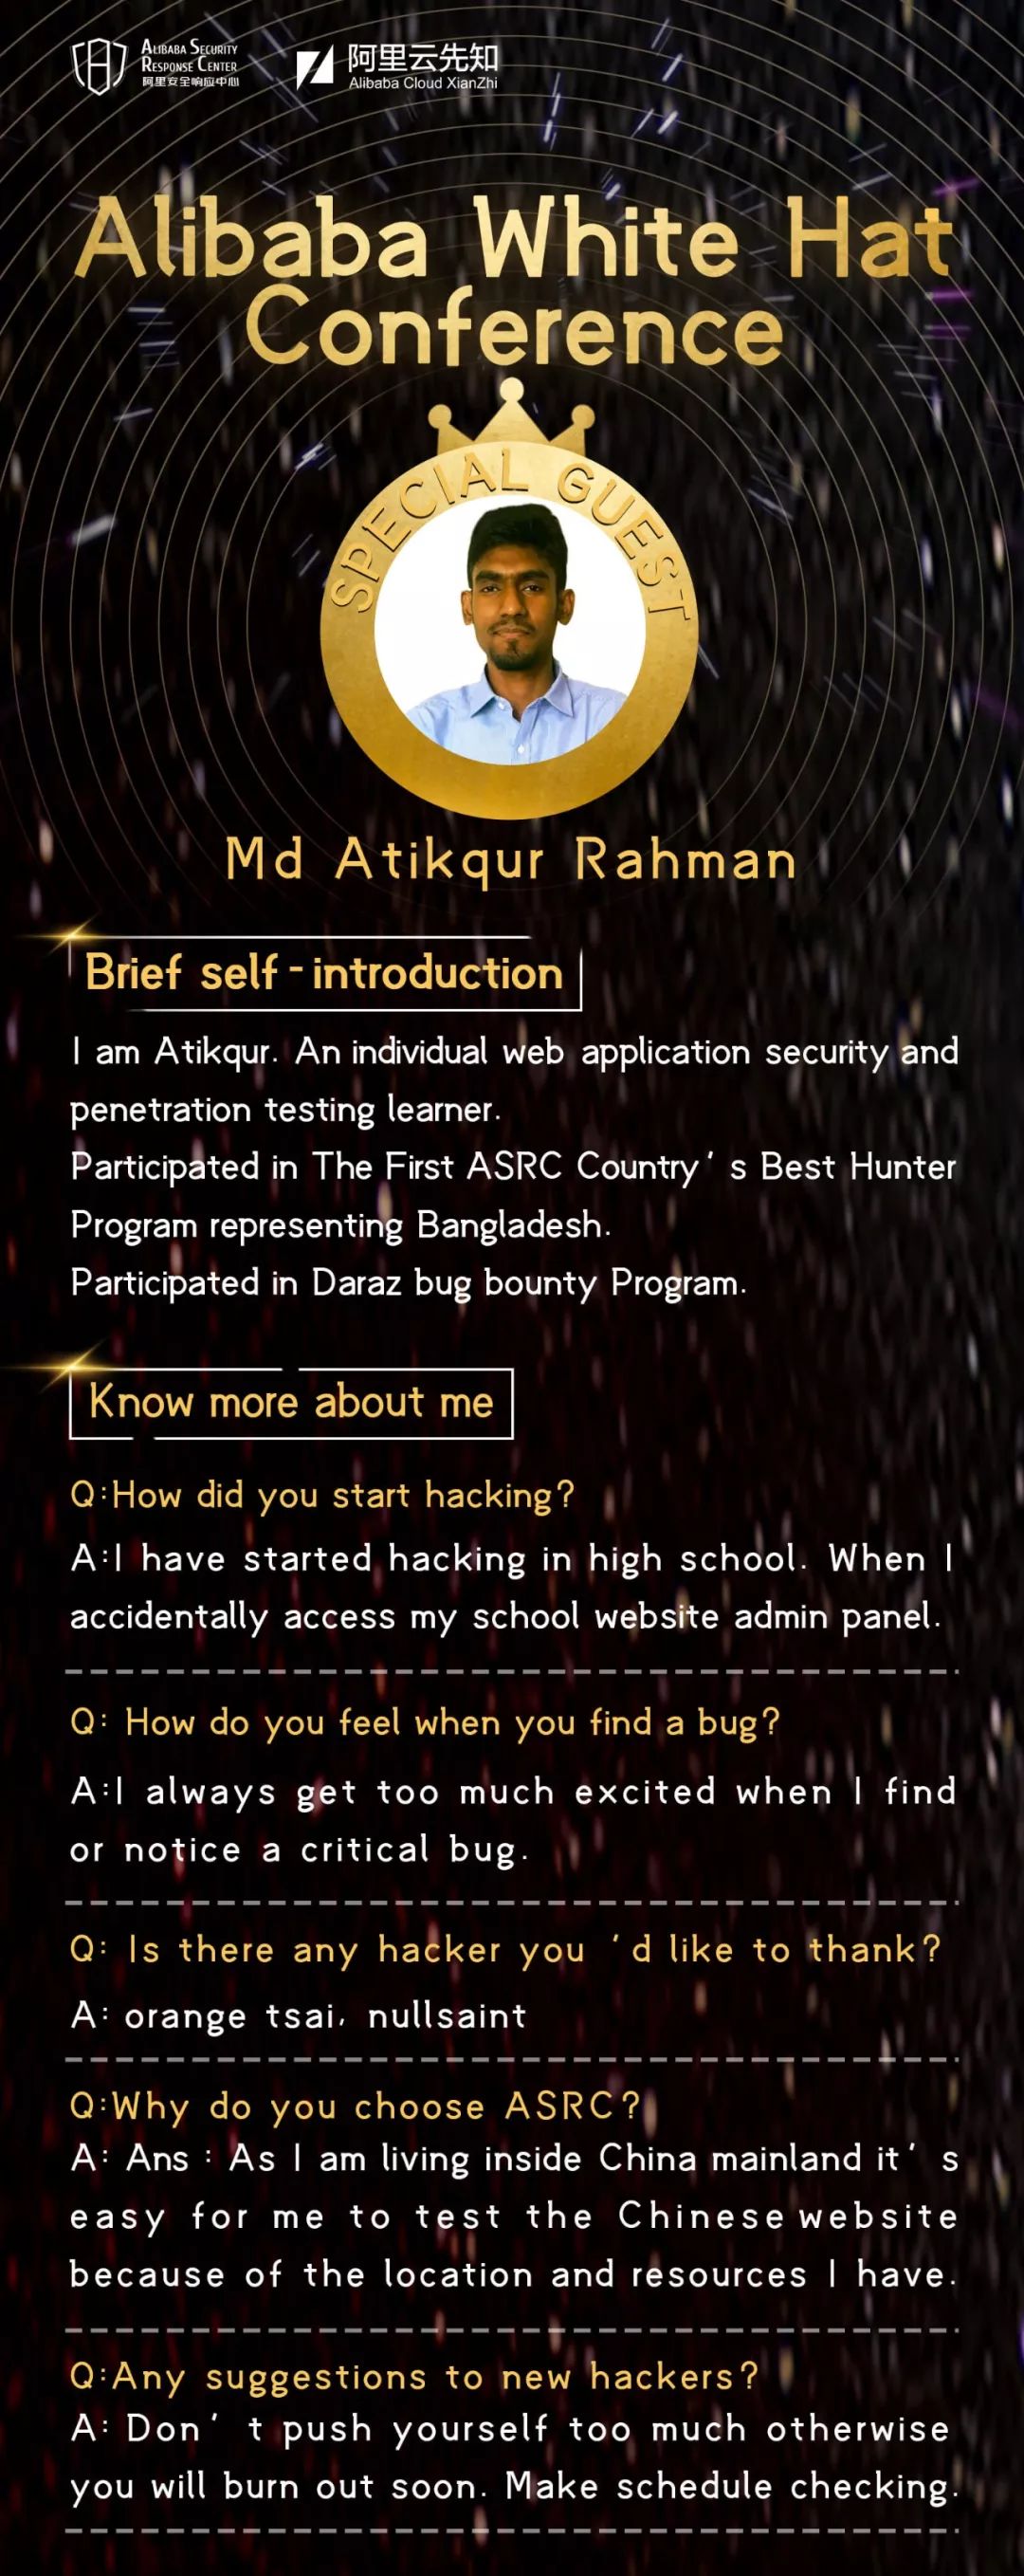 ALIBABA SECURITY
RESPONSE CENTER
阿里安全响应中心
阿里云先知
Alibaba Cloud XianZhi
Alibaba White Hat
Conference
SPECIAL GUEST
Md Atikqur Rahman
Brief self-introduction
I am Atikqur. An individual web application security and
penetration testing learner.
Participated in The First ASRC Country's Best Hunter
Program representing Bangladesh.
Participated in Daraz bug bounty Program.
Know more about me
Q:How did you start hacking?
A:I have started hacking in high school. When I
accidentally access my school website admin panel.
Q: How do you feel when you find a bug?
A:I always get too much excited when I find
or notice a critical bug.
Q: Is there any hacker you 'd like to thank?
A: orange tsai, nullsaint
Q:Why do you choose ASRC?
A: Ans : As I am living inside China mainland it's
easy for me to test the Chinese website
because of the location and resources I have.
Q:Any suggestions to new hackers?
A: Don't push yourself too much otherwise
you will burn out soon. Make schedule checking.